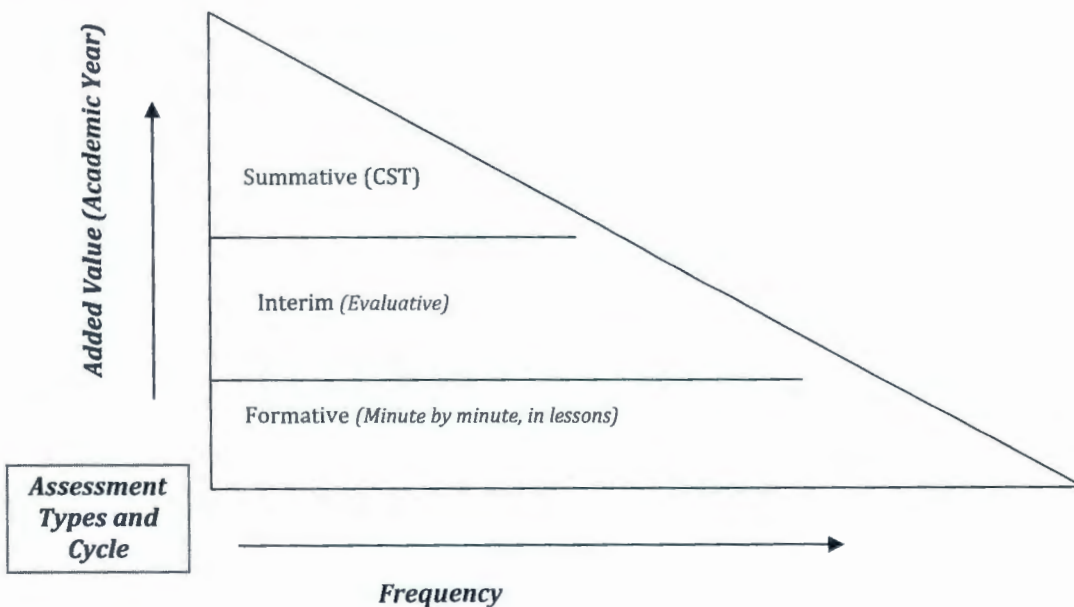 Added Value (Academic Year)
Summative (CST)
Interim (Evaluative)
Formative (Minute by minute, in lessons)
Assessment
Types and
Cycle
Frequency